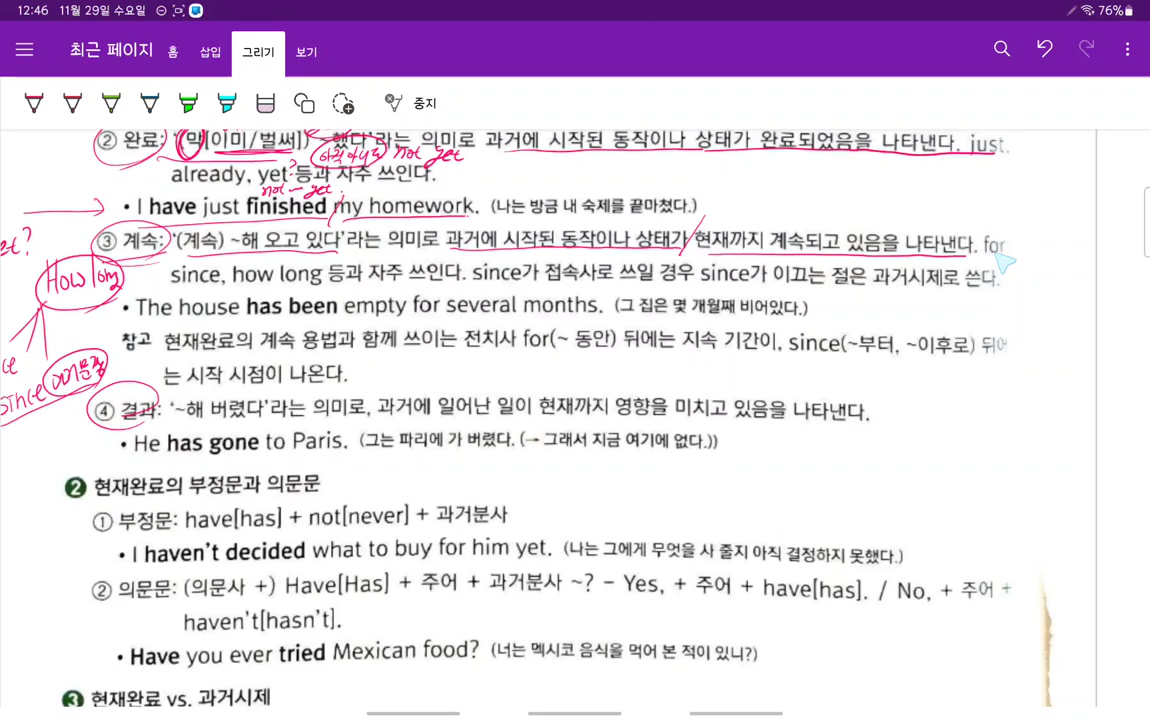 12:46 11월 29일 수요일 76%
최근 페이지 홈 삽입 그리기 보기
중지
② 완료: '(막[이미/벌써]) ~했다'라는 의미로 과거에 시작된 동작이나 상태가 완료되었음을 나타낸다. just,
아직 not yet
already, yet? 등과 자주 쓰인다.
not ~ yet
• I have just finished / my homework. (나는 방금 내 숙제를 끝마쳤다.)
③ 계속: '(계속) ~해 오고 있다'라는 의미로 과거에 시작된 동작이나 상태가 / 현재까지 계속되고 있음을 나타낸다. for
How long
since, how long 등과 자주 쓰인다. since가 접속사로 쓰일 경우 since가 이끄는 절은 과거시제로 쓴다.
• The house has been empty for several months. (그 집은 몇 개월째 비어있다.)
참고 현재완료의 계속 용법과 함께 쓰이는 전치사 for(~ 동안) 뒤에는 지속 기간이, since(~부터, ~이후로) 뒤에
는 시작 시점이 나온다.
since
④ 결과: '~해 버렸다'라는 의미로, 과거에 일어난 일이 현재까지 영향을 미치고 있음을 나타낸다.
• He has gone to Paris. (그는 파리에 가 버렸다. (→ 그래서 지금 여기에 없다.))
2 현재완료의 부정문과 의문문
① 부정문: have[has] + not[never] + 과거분사
• I haven't decided what to buy for him yet. (나는 그에게 무엇을 사 줄지 아직 결정하지 못했다.)
② 의문문: (의문사 +) Have[Has] + 주어 + 과거분사 ~? – Yes, + 주어 + have[has]. / No, + 주어 +
haven't[hasn't].
• Have you ever tried Mexican food? (너는 멕시코 음식을 먹어 본 적이 있니?)
3 현재완료 vs. 과거시제